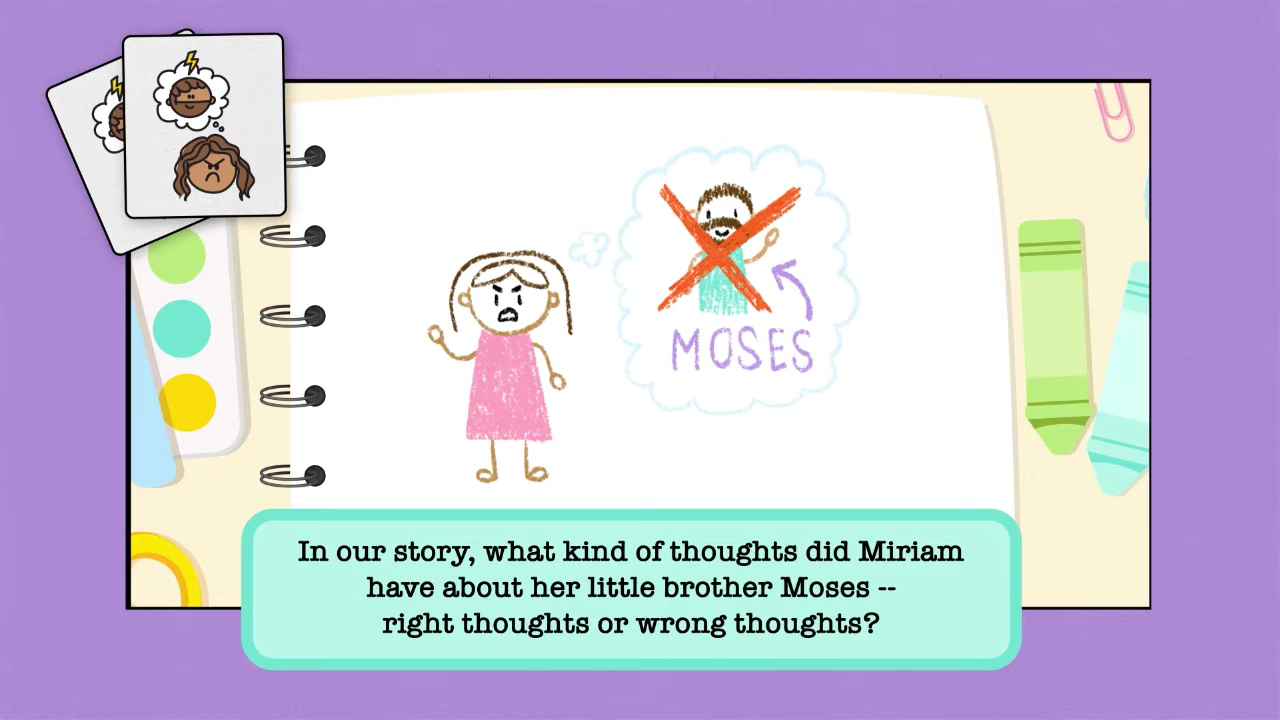 MOSES
In our story, what kind of thoughts did Miriam
have about her little brother Moses --
right thoughts or wrong thoughts?